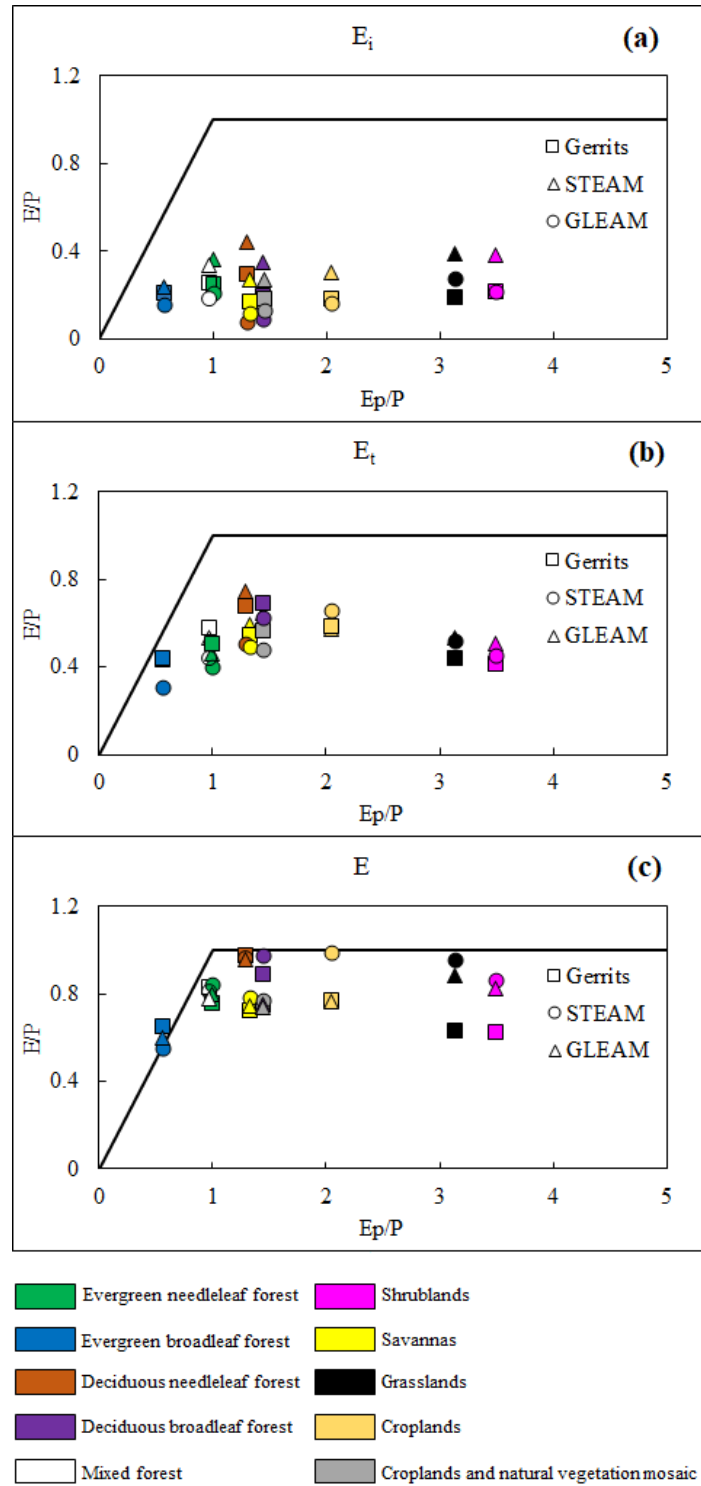 Ei
(a)
1.2
1.0
0.8
0.4
0
E/P
Gerrits
STEAM
GLEAM
0 1 2 3 4 5
Ep/P
Et
(b)
1.2
0.8
0.4
0
E/P
Gerrits
STEAM
GLEAM
0 1 2 3 4 5
Ep/P
E
(c)
1.2
0.8
0.4
0
E/P
Gerrits
STEAM
GLEAM
0 1 2 3 4 5
Ep/P
Evergreen needleleaf forest Shrublands
Evergreen broadleaf forest Savannas
Deciduous needleleaf forest Grasslands
Deciduous broadleaf forest Croplands
Mixed forest Croplands and natural vegetation mosaic